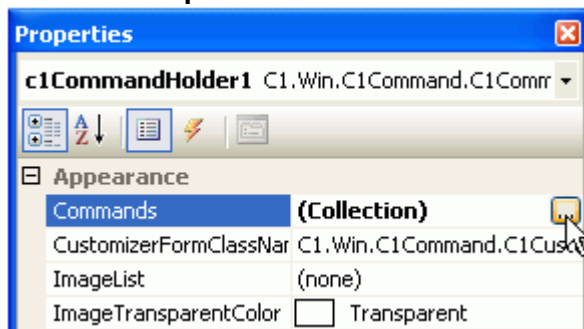 Properties
c1CommandHolder1 C1.Win.C1Command.C1Comm
Appearance
Commands (Collection) ...
CustomizerFormClassNar C1.Win.C1Command.C1Cus
ImageList (none)
ImageTransparentColor Transparent